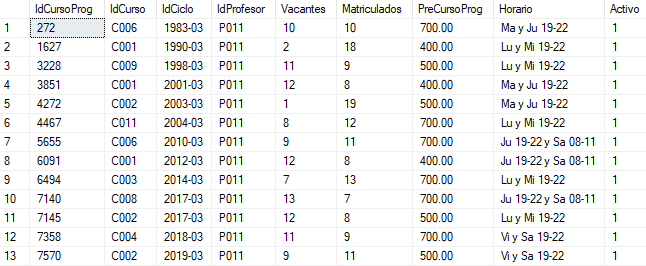 IdCursoProg IdCurso IdCiclo IdProfesor Vacantes Matriculados PreCursoProg Horario Activo
1 272 C006 1983-03 P011 10 10 700.00 Ma y Ju 19-22 1
2 1627 C001 1990-03 P011 2 18 400.00 Lu y Mi 19-22 1
3 3228 C009 1998-03 P011 11 9 500.00 Lu y Mi 19-22 1
4 3851 C001 2001-03 P011 12 8 400.00 Ma y Ju 19-22 1
5 4272 C002 2003-03 P011 1 19 500.00 Ma y Ju 19-22 1
6 4467 C011 2004-03 P011 8 12 700.00 Lu y Mi 19-22 1
7 5655 C006 2010-03 P011 9 11 700.00 Ju 19-22 y Sa 08-11 1
8 6091 C001 2012-03 P011 12 8 400.00 Ju 19-22 y Sa 08-11 1
9 6494 C003 2014-03 P011 7 13 700.00 Lu y Mi 19-22 1
10 7140 C008 2017-03 P011 13 7 700.00 Ju 19-22 y Sa 08-11 1
11 7145 C002 2017-03 P011 12 8 500.00 Lu y Mi 19-22 1
12 7358 C004 2018-03 P011 11 9 700.00 Vi y Sa 19-22 1
13 7570 C002 2019-03 P011 9 11 500.00 Vi y Sa 19-22 1